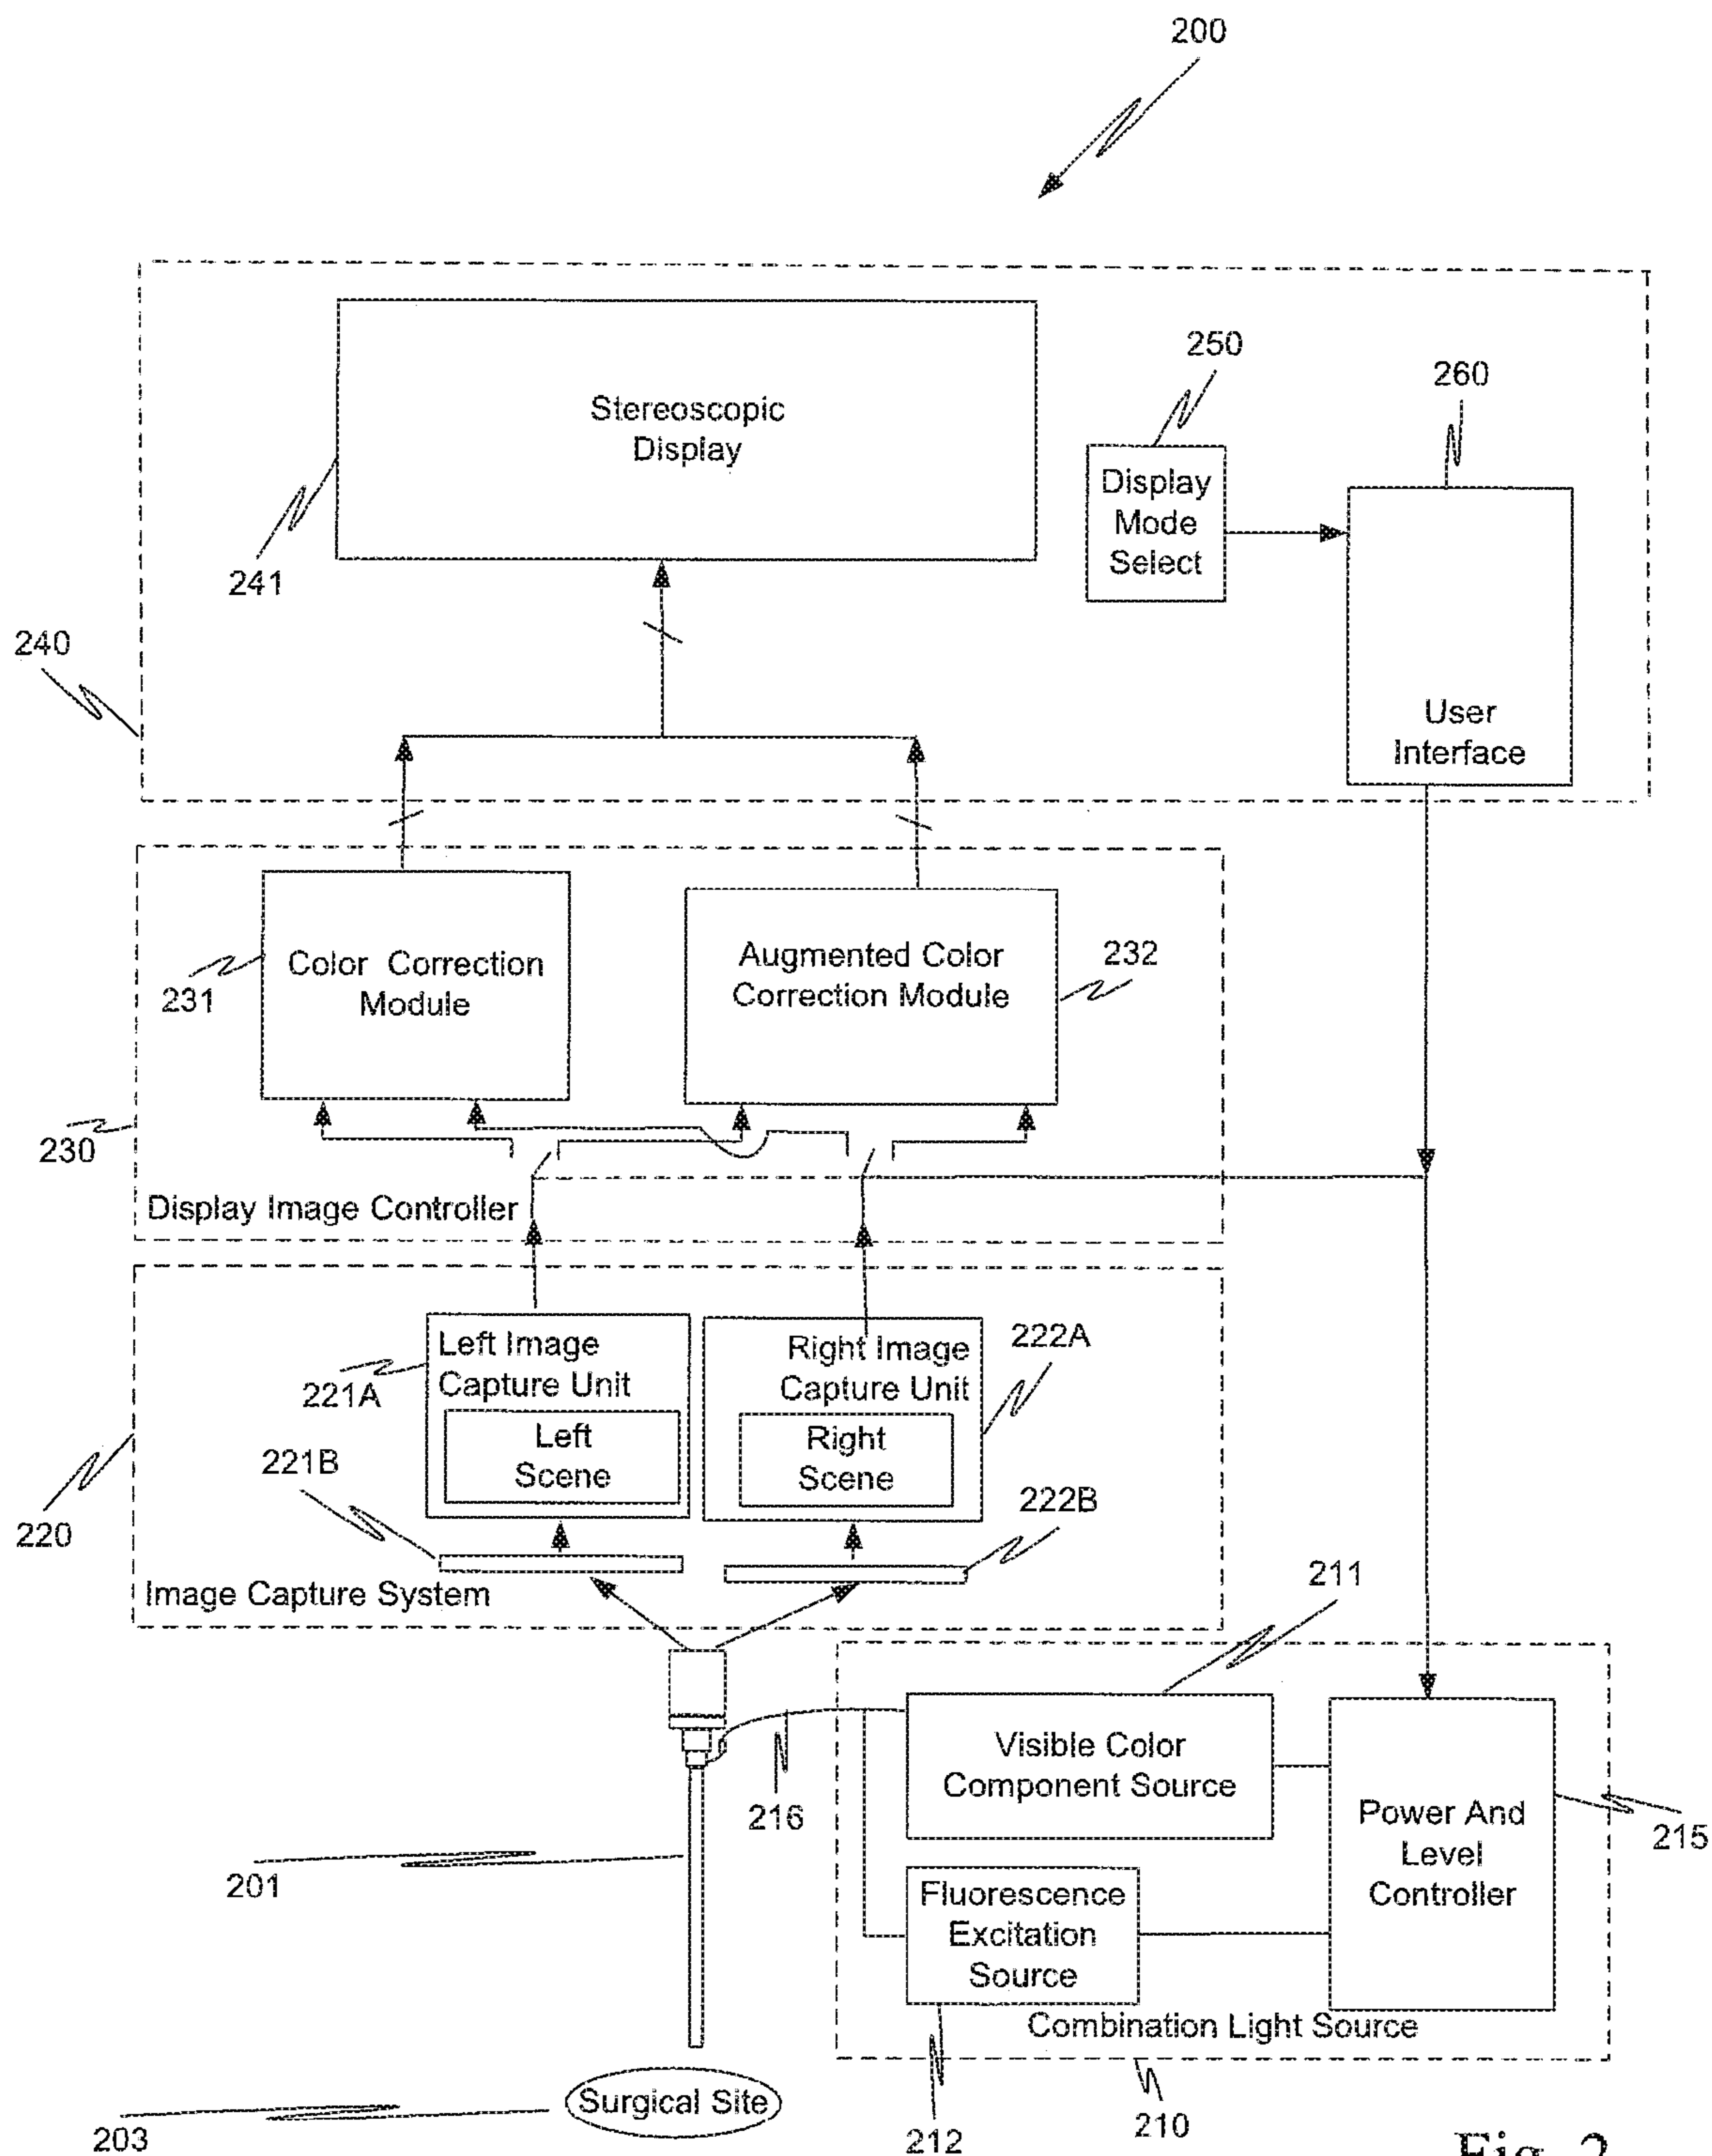 200
Stereoscopic
Display
241
250
Display
Mode
Select
260
User
Interface
240
Color Correction
Module
231
Augmented Color
Correction Module
232
230
Display Image Controller
Left Image
Capture Unit
Left
Scene
221A
Right Image
Capture Unit
Right
Scene
222A
221B
222B
220
Image Capture System
211
Visible Color
Component Source
216
Power And
Level
Controller
215
201
Fluorescence
Excitation
Source
Combination Light Source
Surgical Site
203
212
210
Fig. 2